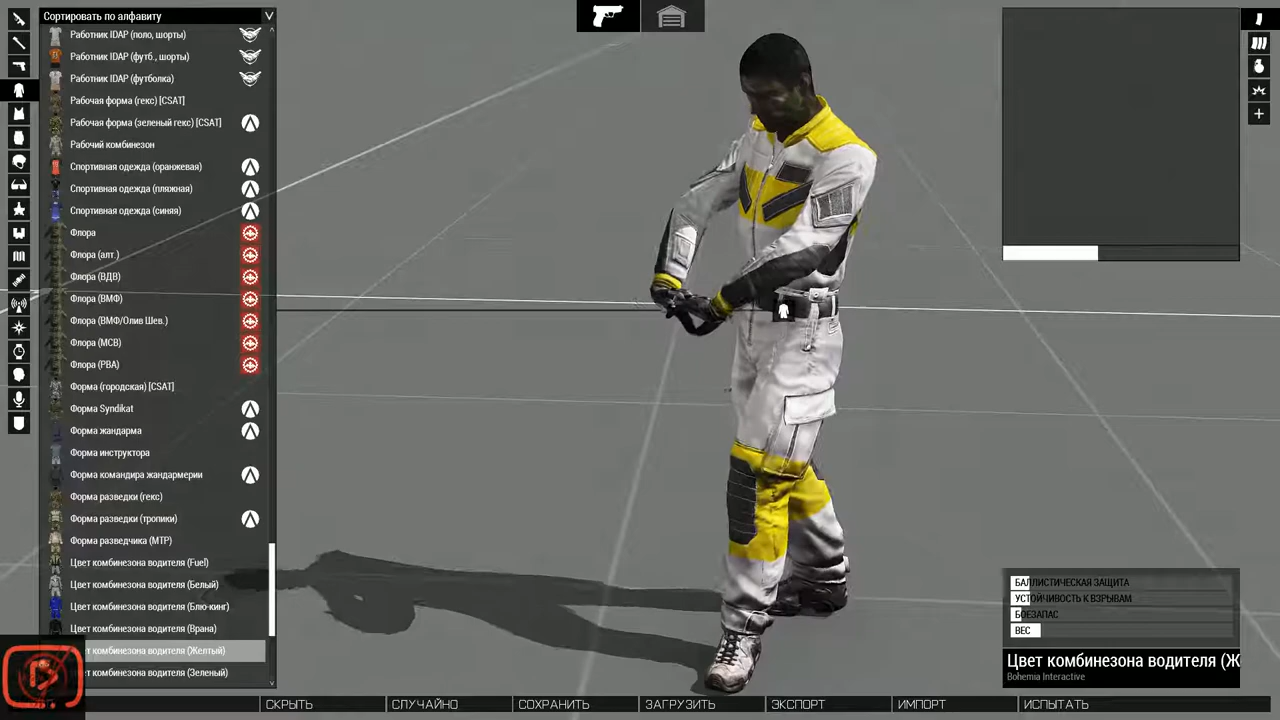 Сортировать по алфавиту
Работник IDAP (поло, шорты)
Работник IDAP (футб., шорты)
Работник IDAP (футболка)
Рабочая форма (гекс) [CSAT]
Рабочая форма (зеленый гекс) [CSAT]
Рабочий комбинезон
Спортивная одежда (оранжевая)
Спортивная одежда (пляжная)
Спортивная одежда (синяя)
Флора
Флора (алт.)
Флора (ВДВ)
Флора (ВМФ)
Флора (ВМФ/Олив Шев.)
Флора (МСВ)
Флора (РВА)
Форма (городская) [CSAT]
Форма Syndikat
Форма жандарма
Форма инструктора
Форма командира жандармерии
Форма разведки (гекс)
Форма разведки (тропики)
Форма разведчика (MTP)
Цвет комбинезона водителя (Fuel)
Цвет комбинезона водителя (Белый)
Цвет комбинезона водителя (Блю-кинг)
Цвет комбинезона водителя (Врана)
ет комбинезона водителя (Желтый)
ет комбинезона водителя (Зеленый)
БАЛЛИСТИЧЕСКАЯ ЗАЩИТА
УСТОЙЧИВОСТЬ К ВЗРЫВАМ
БОЕЗАПАС
ВЕС
Цвет комбинезона водителя (Ж
Bohemia Interactive
СКРЫТЬ СЛУЧАЙНО СОХРАНИТЬ ЗАГРУЗИТЬ ЭКСПОРТ ИМПОРТ ИСПЫТАТЬ